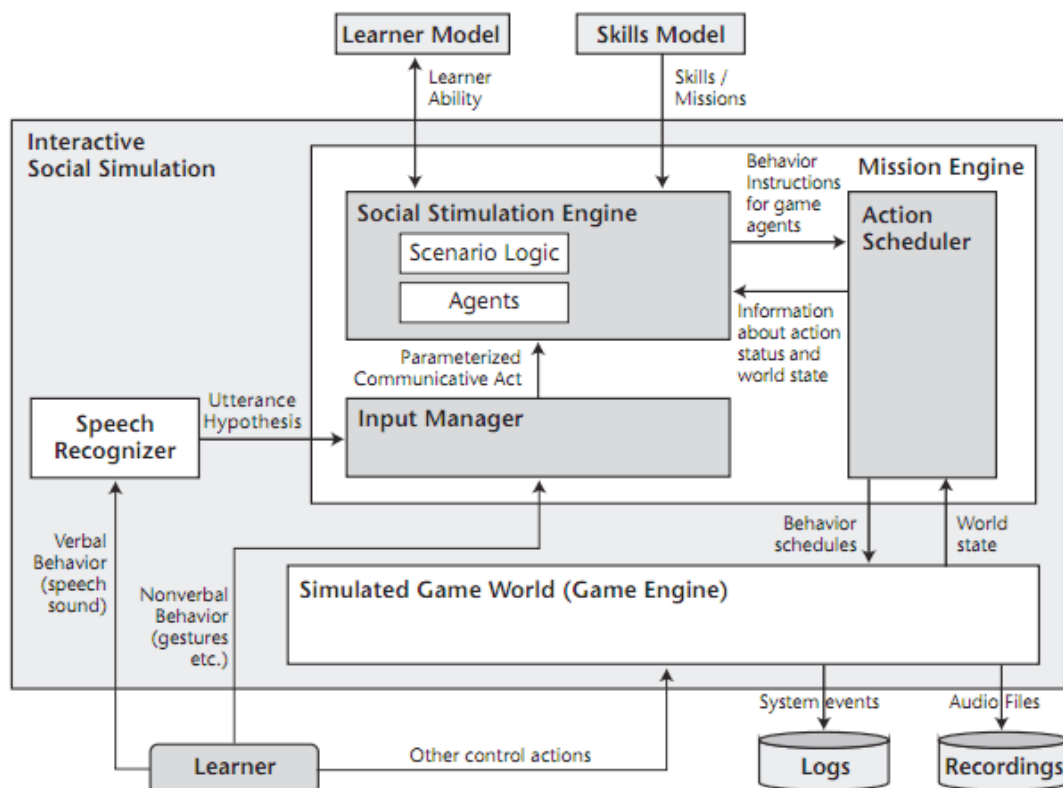 Learner Model
Skills Model
Learner
Ability
Skills /
Missions
Interactive
Social Simulation
Mission Engine
Behavior
Instructions
for game
agents
Social Stimulation Engine
Scenario Logic
Agents
Action
Scheduler
Information
about action
status and
world state
Parameterized
Communicative Act
Utterance
Hypothesis
Speech
Recognizer
Input Manager
Verbal
Behavior
(speech
sound)
Nonverbal
Behavior
(gestures
etc.)
Behavior
schedules
World
state
Simulated Game World (Game Engine)
System events
Audio Files
Learner
Other control actions
Logs
Recordings